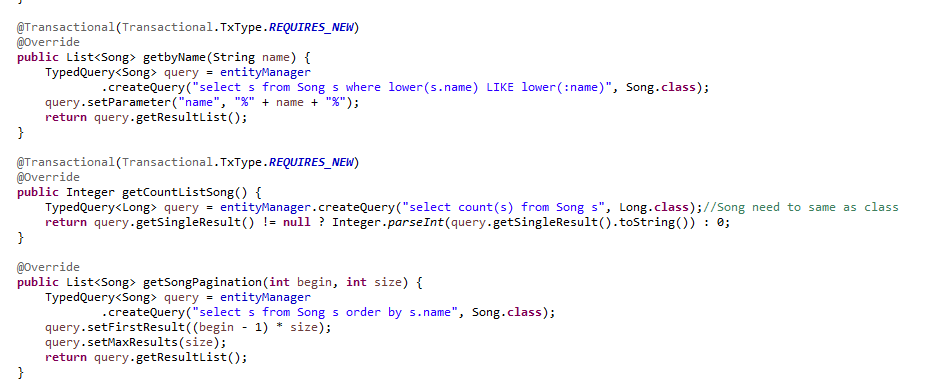 @Transactional(Transactional.TxType.REQUIRES_NEW)
@Override
public List<Song> getbyName(String name) {
    TypedQuery<Song> query = entityManager
            .createQuery("select s from Song s where lower(s.name) LIKE lower(:name)", Song.class);
    query.setParameter("name", "%" + name + "%");
    return query.getResultList();
}
@Transactional(Transactional.TxType.REQUIRES_NEW)
@Override
public Integer getCountListSong() {
    TypedQuery<Long> query = entityManager.createQuery("select count(s) from Song s", Long.class);//Song need to same as class
    return query.getSingleResult() != null ? Integer.parseInt(query.getSingleResult().toString()) : 0;
}
@Override
public List<Song> getSongPagination(int begin, int size) {
    TypedQuery<Song> query = entityManager
            .createQuery("select s from Song s order by s.name", Song.class);
    query.setFirstResult((begin - 1) * size);
    query.setMaxResults(size);
    return query.getResultList();
}